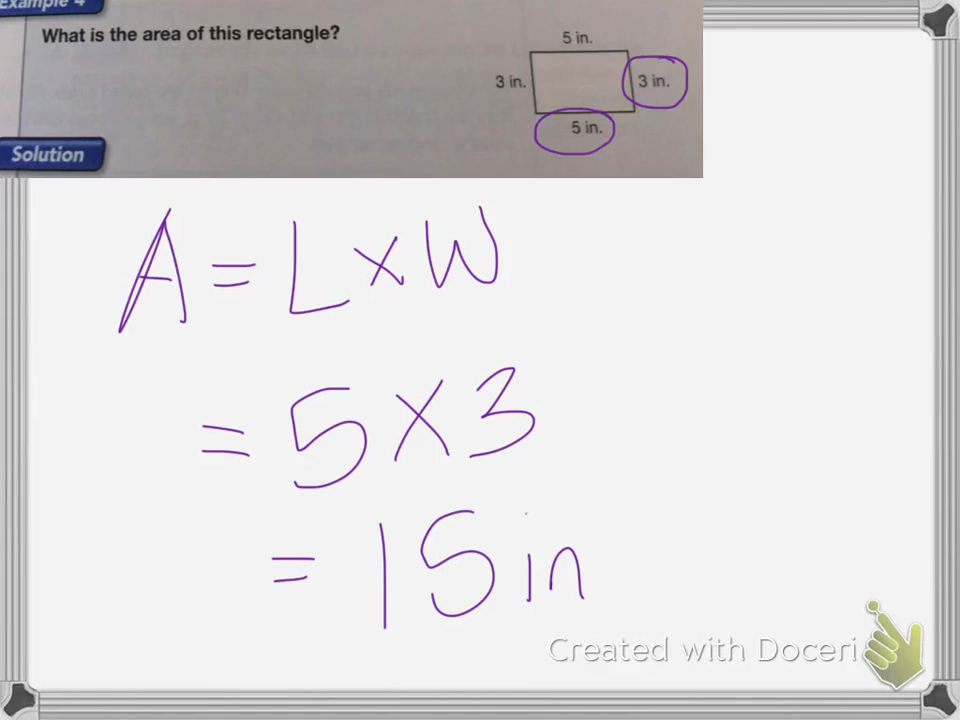 Example 4
What is the area of this rectangle?
5 in.
3 in.
3 in.
5 in.
Solution
A = L x W
= 5 x 3
= 15 in
Created with Doceri